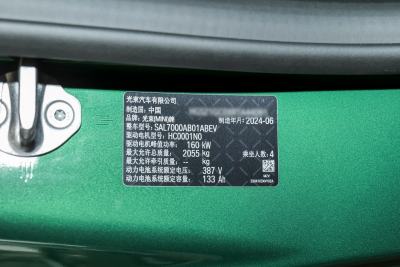 光束汽车有限公司
制造国：中国
品牌：光束(MINI)牌 制造年月：2024-06
整车型号：SAL7000AB01ABEV
驱动电机型号：HC0001N0
驱动电机峰值功率：160 kW
最大允许总质量：2055 kg
最大允许牵引质量：-- kg 乘坐人数：4
动力电池系统额定电压：387 V
动力电池系统额定容量：133 Ah